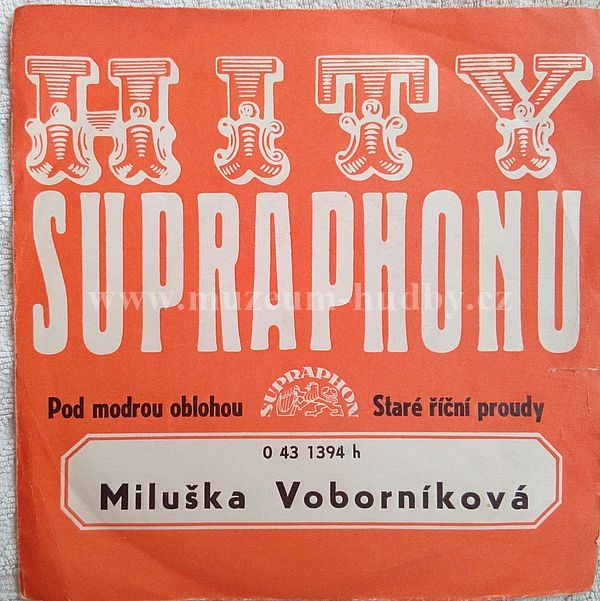 HITY
SUPRAPHONU
www.muzeum-hudby.cz
Pod modrou oblohou SUPRAPHON Staré říční proudy
0 43 1394 h
Miluška Voborníková